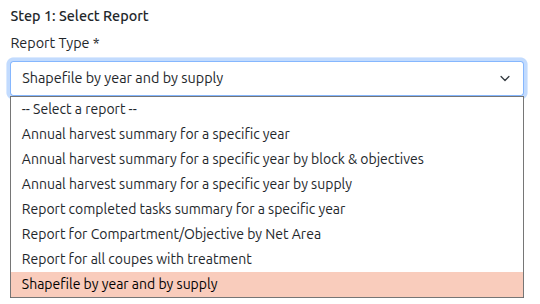 Step 1: Select Report
Report Type *
Shapefile by year and by supply
-- Select a report --
Annual harvest summary for a specific year
Annual harvest summary for a specific year by block & objectives
Annual harvest summary for a specific year by supply
Report completed tasks summary for a specific year
Report for Compartment/Objective by Net Area
Report for all coupes with treatment
Shapefile by year and by supply